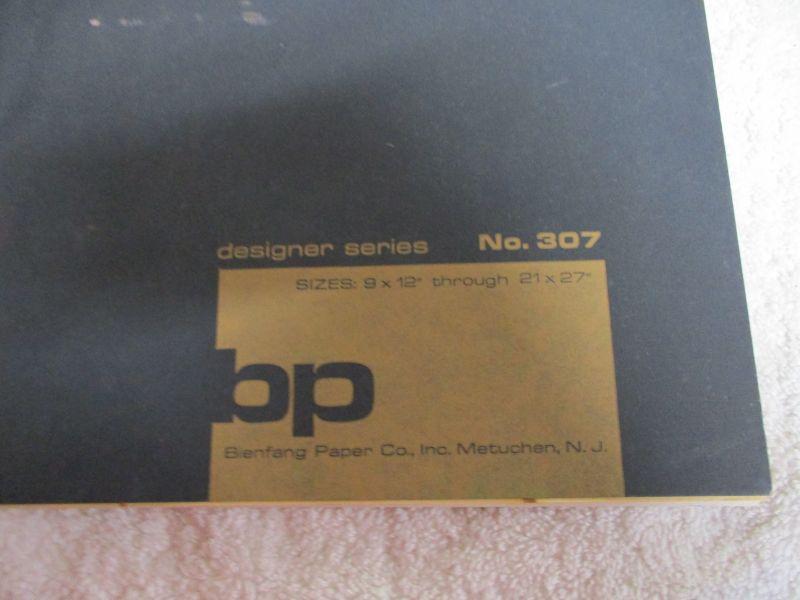 designer series No. 307
SIZES: 9 x 12" through 21 x 27"
bp
Bienfang Paper Co., Inc. Metuchen, N. J.